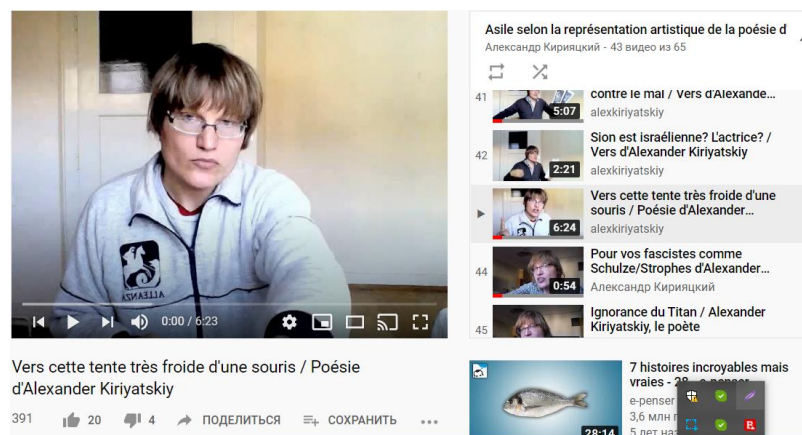 ALLEANZA
0:00 / 6:23
Vers cette tente très froide d'une souris / Poésie
d'Alexander Kiriyatskiy
391
20
4
ПОДЕЛИТЬСЯ
СОХРАНИТЬ
Asile selon la représentation artistique de la poésie d
Александр Кирияцкий - 43 видео из 65
41
5:07
contre le mal / Vers d'Alexande...
alexkiriyatskiy
42
2:21
Sion est israélienne? L'actrice? /
Vers d'Alexander Kiriyatskiy
alexkiriyatskiy
6:24
Vers cette tente très froide d'une
souris / Poésie d'Alexander...
alexkiriyatskiy
44
0:54
Pour vos fascistes comme
Schulze/Strophes d'Alexander...
Александр Кирияцкий
45
Ignorance du Titan / Alexander
Kiriyatskiy, le poète
28:14
7 histoires incroyables mais
vraies - 28 - e-penser
e-penser
3,6 млн
5 лет наз